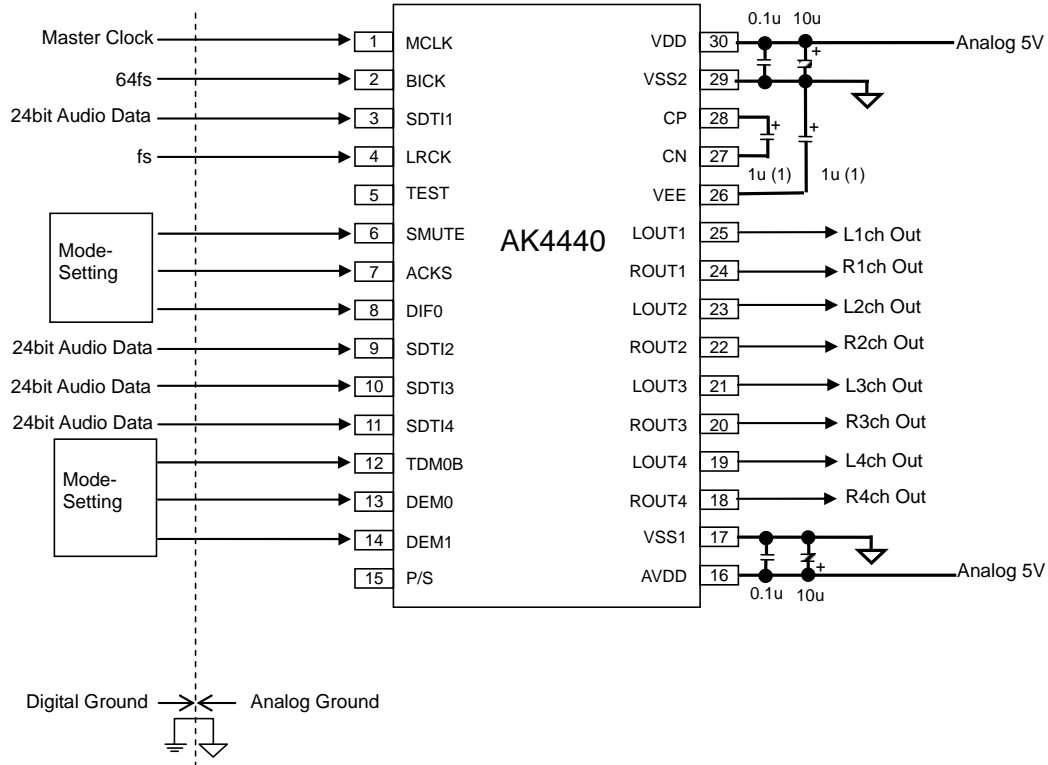 0.1u 10u
Master Clock 1 MCLK VDD 30 + Analog 5V
64fs 2 BICK VSS2 29
24bit Audio Data 3 SDTI1 CP 28 + +
fs 4 LRCK CN 27
1u (1) 1u (1)
5 TEST VEE 26
Mode-
Setting
6 SMUTE AK4440 LOUT1 25 L1ch Out
7 ACKS ROUT1 24 R1ch Out
8 DIF0 LOUT2 23 L2ch Out
24bit Audio Data 9 SDTI2 ROUT2 22 R2ch Out
24bit Audio Data 10 SDTI3 LOUT3 21 L3ch Out
24bit Audio Data 11 SDTI4 ROUT3 20 R3ch Out
Mode-
Setting
12 TDM0B LOUT4 19 L4ch Out
13 DEM0 ROUT4 18 R4ch Out
14 DEM1 VSS1 17
15 P/S AVDD 16 + Analog 5V
0.1u 10u
Digital Ground Analog Ground